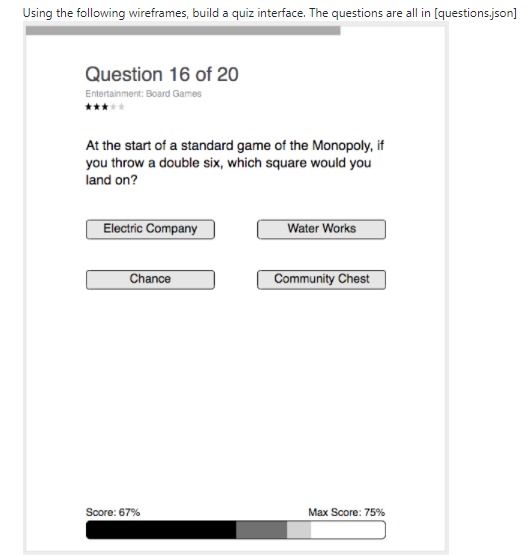 Using the following wireframes, build a quiz interface. The questions are all in [questions.json]
Question 16 of 20
Entertainment: Board Games
★★★★★
At the start of a standard game of the Monopoly, if
you throw a double six, which square would you
land on?
Electric Company
Water Works
Chance
Community Chest
Score: 67%
Max Score: 75%